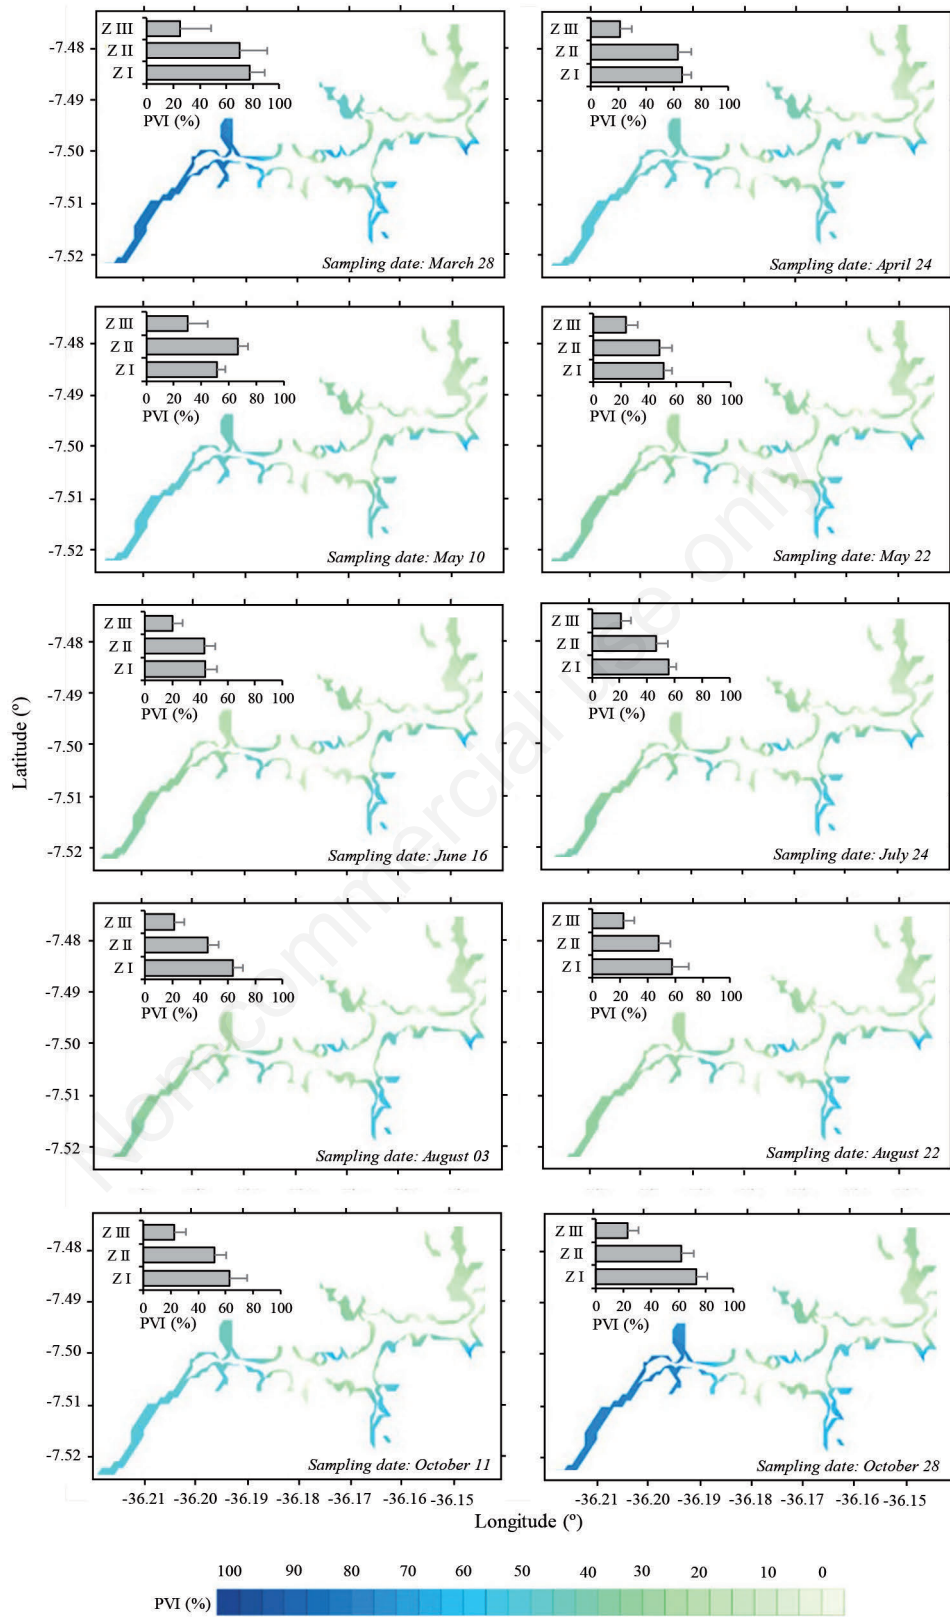 Z III
Z II
Z I
0 20 40 60 80 100
PVI (%)
-7.48
-7.49
-7.50
-7.51
-7.52
Sampling date: March 28
Z III
Z II
Z I
0 20 40 60 80 100
PVI (%)
Sampling date: April 24
Z III
Z II
Z I
0 20 40 60 80 100
PVI (%)
-7.48
-7.49
-7.50
-7.51
-7.52
Sampling date: May 10
Z III
Z II
Z I
0 20 40 60 80 100
PVI (%)
Sampling date: May 22
Z III
Z II
Z I
0 20 40 60 80 100
PVI (%)
-7.48
-7.49
-7.50
-7.51
-7.52
Sampling date: June 16
Z III
Z II
Z I
0 20 40 60 80 100
PVI (%)
Sampling date: July 24
Latitude (º)
Z III
Z II
Z I
0 20 40 60 80 100
PVI (%)
-7.48
-7.49
-7.50
-7.51
-7.52
Sampling date: August 03
Z III
Z II
Z I
0 20 40 60 80 100
PVI (%)
Sampling date: August 22
Z III
Z II
Z I
0 20 40 60 80 100
PVI (%)
-7.48
-7.49
-7.50
-7.51
-7.52
Sampling date: October 11
Z III
Z II
Z I
0 20 40 60 80 100
PVI (%)
Sampling date: October 28
-36.21 -36.20 -36.19 -36.18 -36.17 -36.16 -36.15
-36.21 -36.20 -36.19 -36.18 -36.17 -36.16 -36.15
Longitude (º)
100 90 80 70 60 50 40 30 20 10 0
PVI (%)
Non-commercial use only